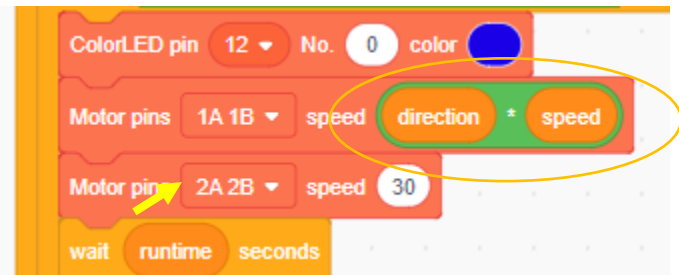 ColorLED pin 12 No. 0 color
Motor pins 1A 1B speed direction * speed
Motor pins 2A 2B speed 30
wait runtime seconds